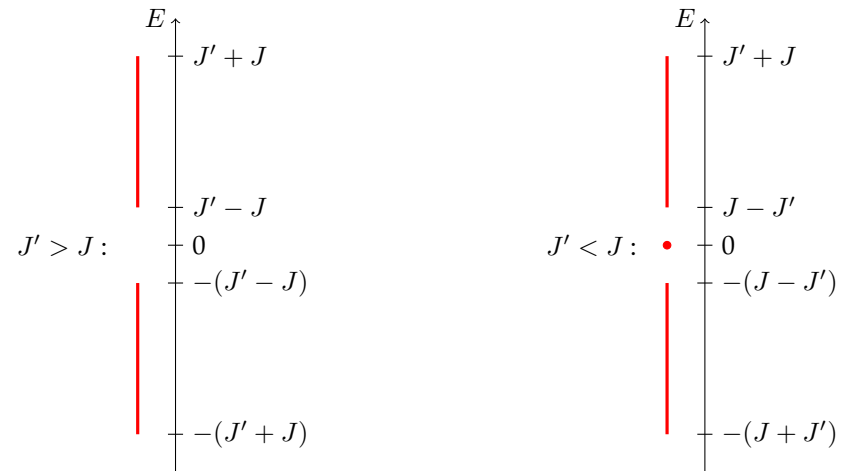 E
J′ + J
J′ − J
J′ > J :
0
−(J′ − J)
−(J′ + J)
E
J′ + J
J − J′
J′ < J :
0
−(J − J′)
−(J + J′)